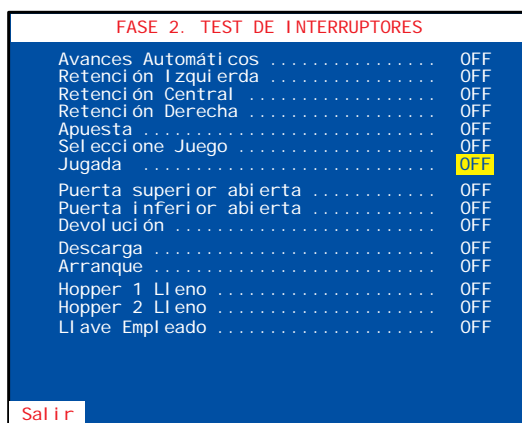 FASE 2. TEST DE INTERRUPTORES
Avances Automáticos ................ OFF
Retención Izquierda ................ OFF
Retención Central .................. OFF
Retención Derecha .................. OFF
Apuesta ............................ OFF
Seleccione Juego ................... OFF
Jugada ............................ OFF
Puerta superior abierta ............ OFF
Puerta inferior abierta ............ OFF
Devolución ......................... OFF
Descarga ........................... OFF
Arranque ........................... OFF
Hopper 1 Lleno ..................... OFF
Hopper 2 Lleno ..................... OFF
Llave Empleado ..................... OFF
Salir